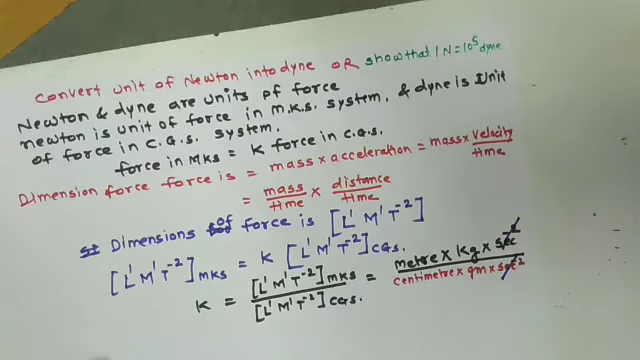 Convert unit of Newton into dyne OR show that 1 N = 10⁵ dyne
Newton & dyne are units of force
newton is unit of force in M.K.S. system. & dyne is unit
of force in C.G.S. system.
force in MKS = K force in C.G.S.
Dimension force force is = mass × acceleration = mass × velocity/time
= mass/time × distance/time
Dimensions of force is [L¹ M¹ T⁻²]
[L¹ M¹ T⁻²] MKS = K [L¹ M¹ T⁻²] CGS.
K = [L¹ M¹ T⁻²] MKS / [L¹ M¹ T⁻²] CGS. = metre × Kg × sec⁻² / centimetre × gm × sec⁻²